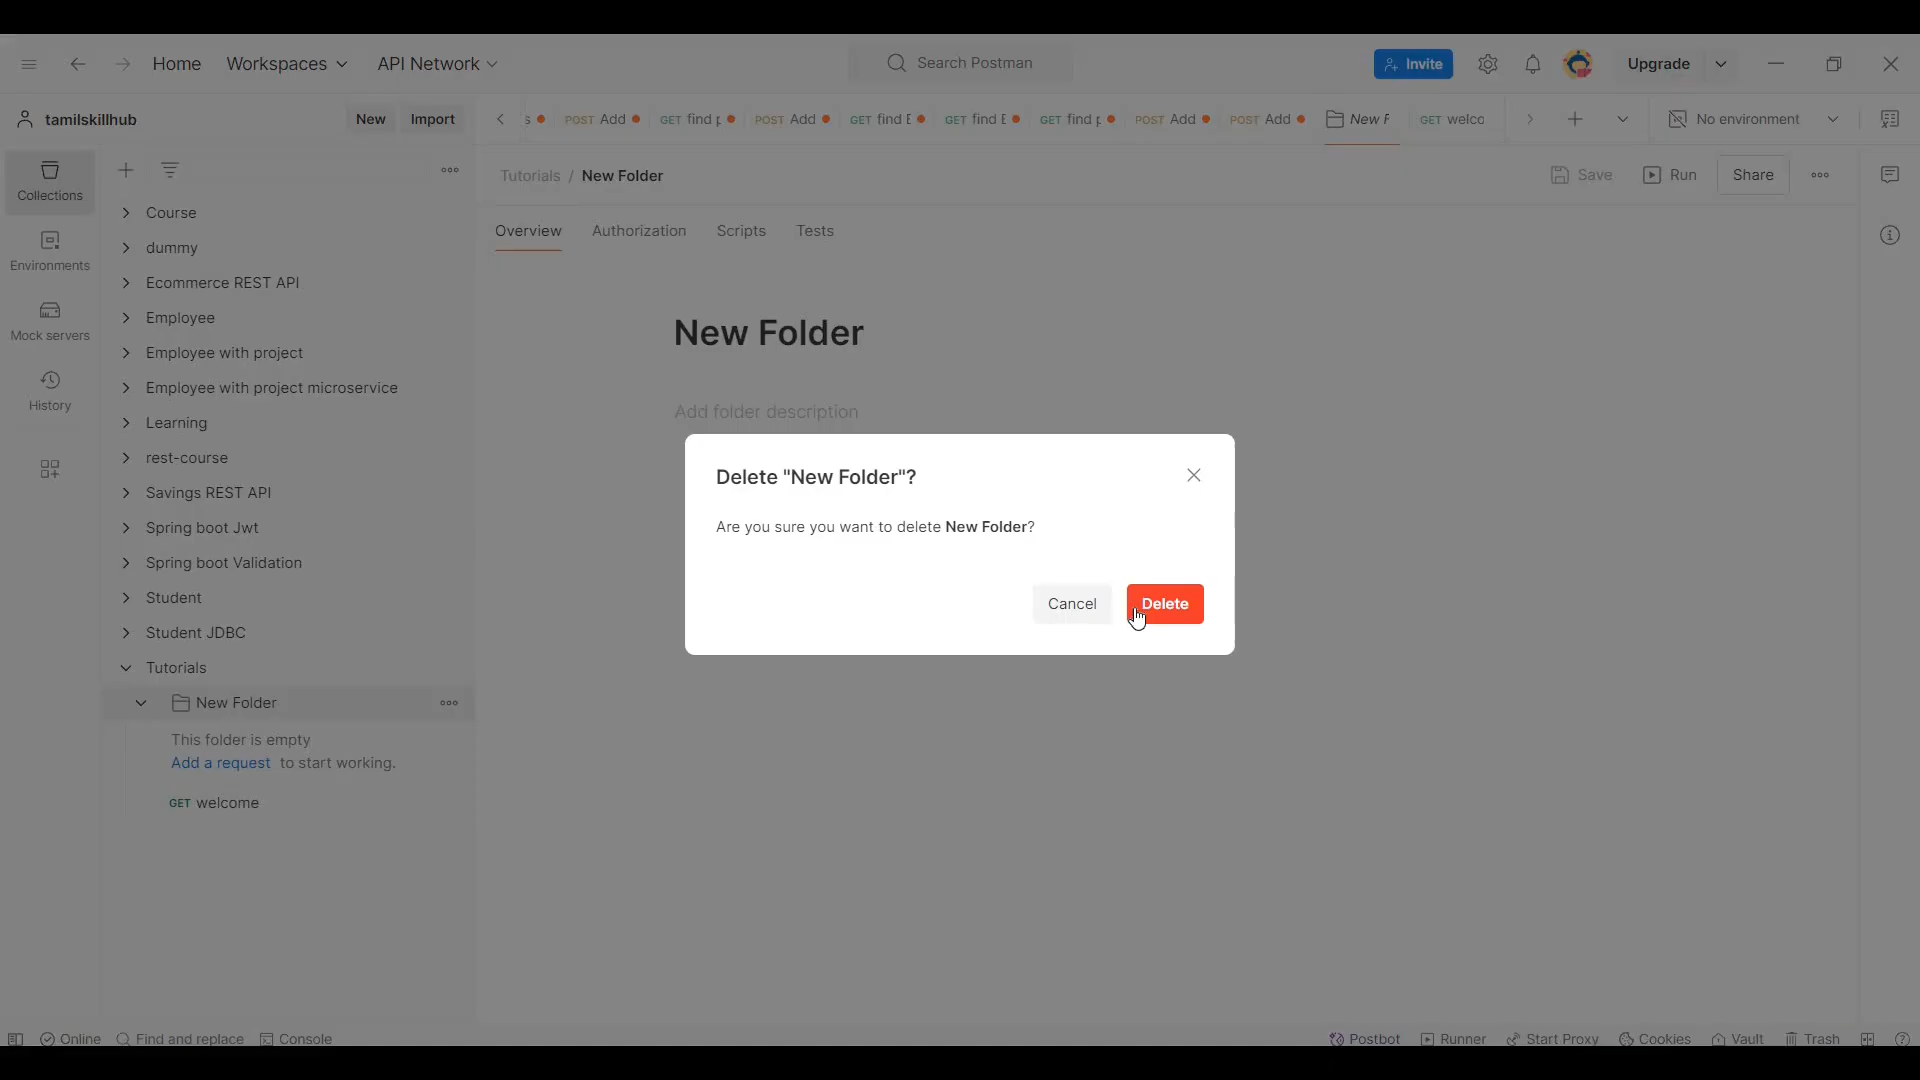 Home Workspaces API Network Search Postman Invite Upgrade
tamilskillhub New Import
s POST Add GET find p POST Add GET find E GET find E GET find p POST Add POST Add New F GET welco No environment
Collections
Environments
Mock servers
History
Course
dummy
Ecommerce REST API
Employee
Employee with project
Employee with project microservice
Learning
rest-course
Savings REST API
Spring boot Jwt
Spring boot Validation
Student
Student JDBC
Tutorials
New Folder
This folder is empty
Add a request to start working.
GET welcome
Tutorials / New Folder Save Run Share
Overview Authorization Scripts Tests
New Folder
Add folder description
Delete "New Folder"?
Are you sure you want to delete New Folder?
Cancel Delete
Online Find and replace Console Postbot Runner Start Proxy Cookies Vault Trash